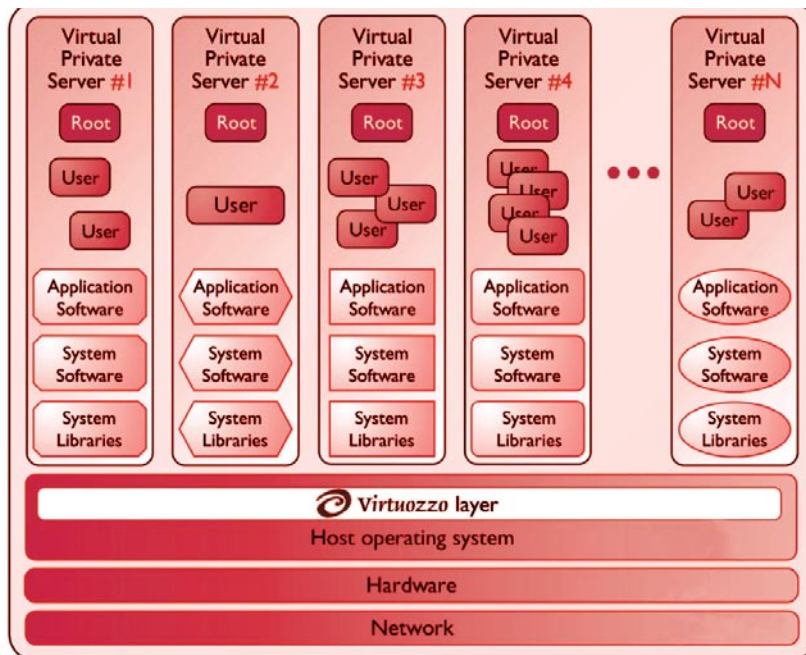 Virtual
Private
Server #1
Root
User
User
Application
Software
System
Software
System
Libraries
Virtual
Private
Server #2
Root
User
Application
Software
System
Software
System
Libraries
Virtual
Private
Server #3
Root
User
User
User
Application
Software
System
Software
System
Libraries
Virtual
Private
Server #4
Root
User
User
User
User
Application
Software
System
Software
System
Libraries
Virtual
Private
Server #N
Root
User
User
Application
Software
System
Software
System
Libraries
Virtuozzo layer
Host operating system
Hardware
Network